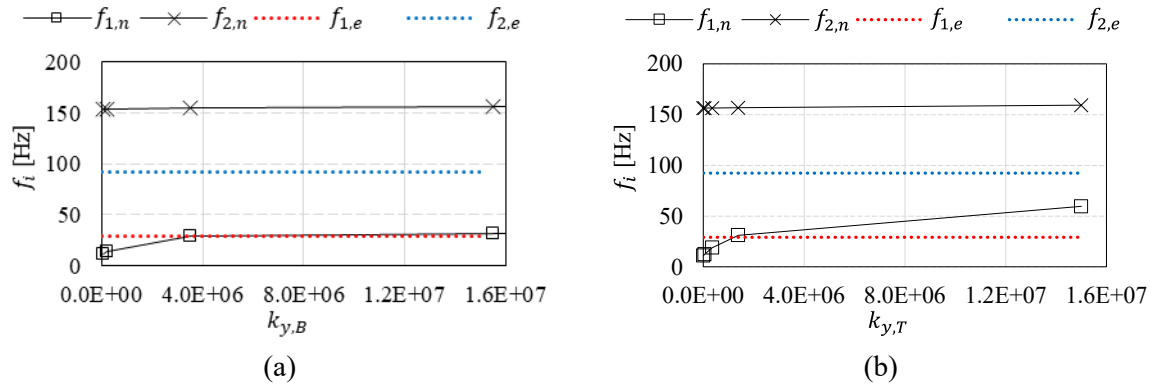 f₁,ₙ f₂,ₙ f₁,ₑ f₂,ₑ
200
150
100
50
0
fᵢ [Hz]
0.0E+00 4.0E+06 8.0E+06 1.2E+07 1.6E+07
k_{y,B}
(a)
f₁,ₙ f₂,ₙ f₁,ₑ f₂,ₑ
200
150
100
50
0
fᵢ [Hz]
0.0E+00 4.0E+06 8.0E+06 1.2E+07 1.6E+07
k_{y,T}
(b)